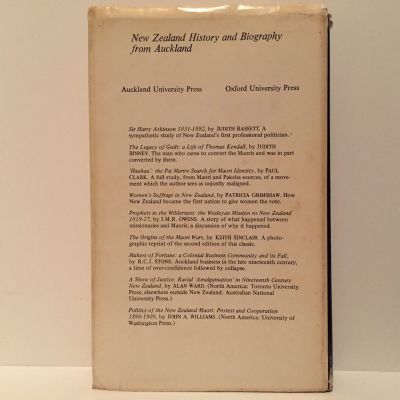 New Zealand History and Biography
from Auckland
Auckland University Press Oxford University Press
Sir Harry Atkinson 1831-1892, by JUDITH BASSETT. A
sympathetic study of New Zealand's first professional politician.
The Legacy of Guilt: a Life of Thomas Kendall, by JUDITH
BINNEY. The man who came to convert the Maoris and was in part
converted by them.
'Hauhau': the Pai Marire Search for Maori Identity, by PAUL
CLARK. A full study, from Maori and Pakeha sources, of a move-
ment which the author sees as unjustly maligned.
Women's Suffrage in New Zealand, by PATRICIA GRIMSHAW. How
New Zealand became the first nation to give women the vote.
Prophets in the Wilderness: the Wesleyan Mission to New Zealand
1819-27, by J.M.R. OWENS. A story of what happened between
missionaries and Maoris; a discussion of why it happened.
The Origins of the Maori Wars, by KEITH SINCLAIR. A photo-
graphic reprint of the second edition of this classic.
Makers of Fortune: a Colonial Business Community and its Fall,
by R.C.J. STONE. Auckland business in the late nineteenth century,
a time of over-confidence followed by collapse.
A Show of Justice: Racial 'Amalgamation' in Nineteenth Century
New Zealand, by ALAN WARD. (North America: Toronto University
Press; elsewhere outside New Zealand: Australian National
University Press.)
Politics of the New Zealand Maori: Protest and Cooperation
1890-1909, by JOHN A. WILLIAMS. (North America: University of
Washington Press.)